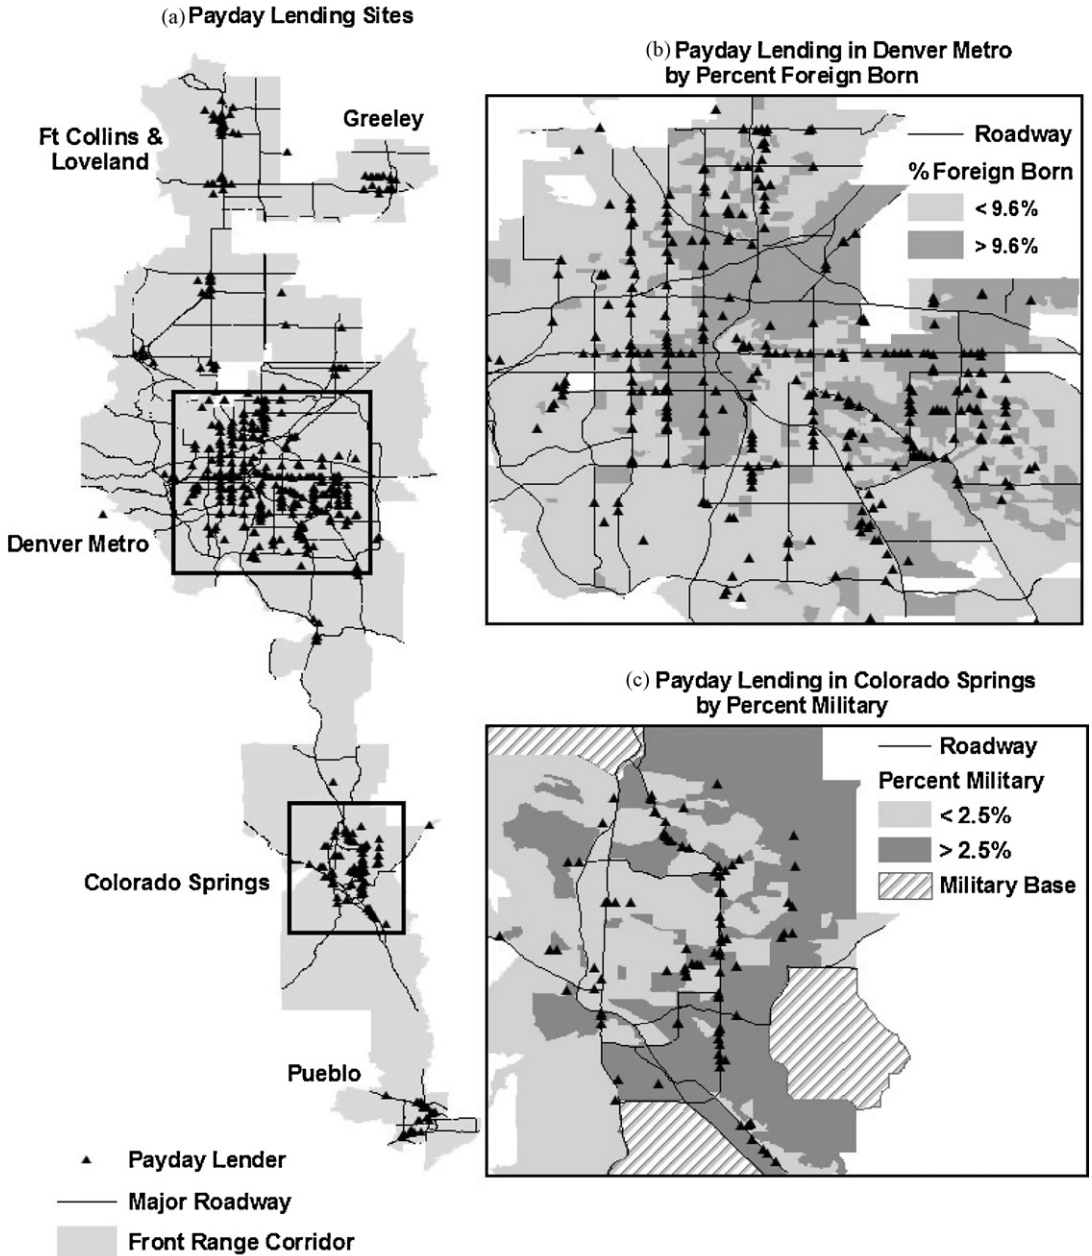 (a) Payday Lending Sites
Ft Collins &
Loveland
Greeley
Denver Metro
Colorado Springs
Pueblo
Payday Lender
Major Roadway
Front Range Corridor
(b) Payday Lending in Denver Metro
by Percent Foreign Born
Roadway
% Foreign Born
< 9.6%
> 9.6%
(c) Payday Lending in Colorado Springs
by Percent Military
Roadway
Percent Military
< 2.5%
> 2.5%
Military Base